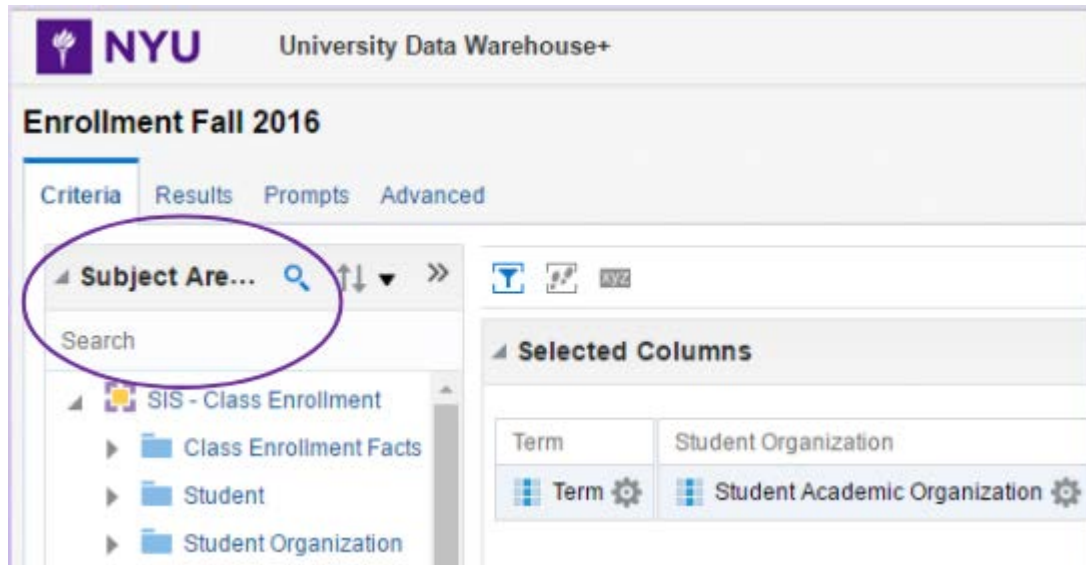 NYU University Data Warehouse+
Enrollment Fall 2016
Criteria Results Prompts Advanced
Subject Are...
Search
SIS - Class Enrollment
Class Enrollment Facts
Student
Student Organization
xyz
Selected Columns
Term Student Organization
Term Student Academic Organization